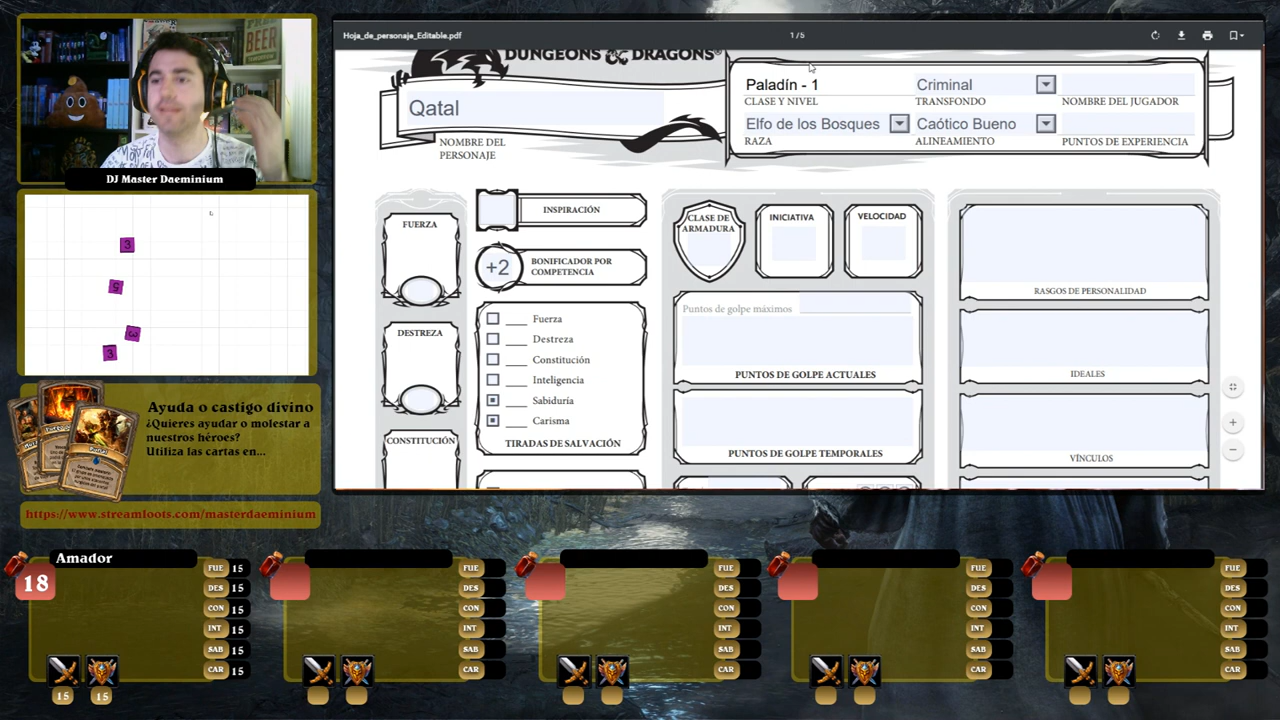 BEER
DJ Master Daeminium
3
5
3
3
Ayuda o castigo divino
¿Quieres ayudar o molestar a
nuestros héroes?
Utiliza las cartas en...
https://www.streamloots.com/masterdaeminium
Hoja_de_personaje_Editable.pdf
1/5
DUNGEONS & DRAGONS®
Qatal
NOMBRE DEL
PERSONAJE
Paladín - 1
CLASE Y NIVEL
Criminal
TRANSFONDO
NOMBRE DEL JUGADOR
Elfo de los Bosques
RAZA
Caótico Bueno
ALINEAMIENTO
PUNTOS DE EXPERIENCIA
FUERZA
DESTREZA
CONSTITUCIÓN
INSPIRACIÓN
+2
BONIFICADOR POR
COMPETENCIA
Fuerza
Destreza
Constitución
Inteligencia
Sabiduría
Carisma
TIRADAS DE SALVACIÓN
CLASE DE
ARMADURA
INICIATIVA
VELOCIDAD
Puntos de golpe máximos
PUNTOS DE GOLPE ACTUALES
PUNTOS DE GOLPE TEMPORALES
RASGOS DE PERSONALIDAD
IDEALES
VÍNCULOS
Amador
18
FUE 15
DES 15
CON 15
INT 15
SAB 15
CAR 15
15
15
FUE
DES
CON
INT
SAB
CAR
FUE
DES
CON
INT
SAB
CAR
FUE
DES
CON
INT
SAB
CAR
FUE
DES
CON
INT
SAB
CAR